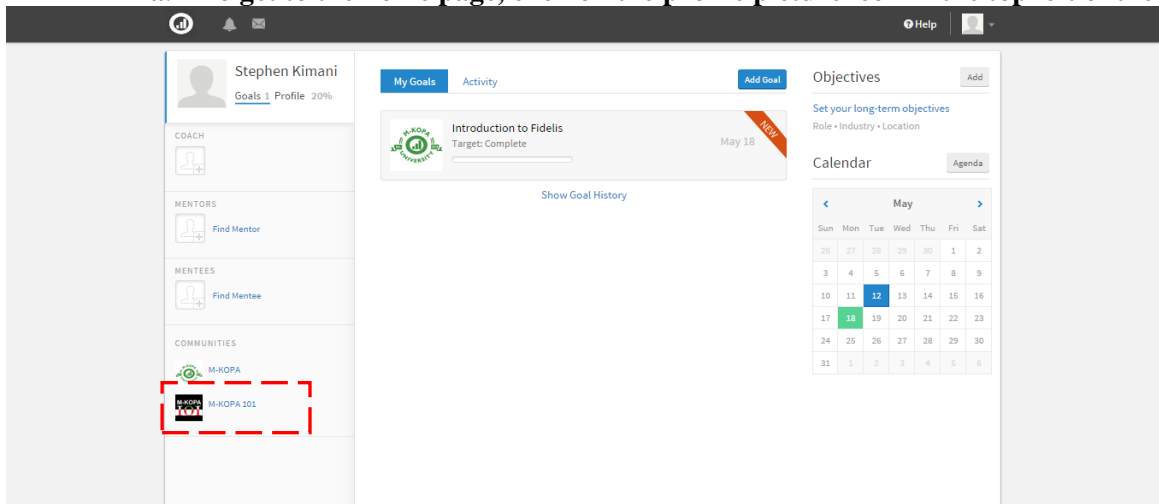 Help
Stephen Kimani
Goals 1 Profile 20%
COACH
MENTORS
Find Mentor
MENTEES
Find Mentee
COMMUNITIES
M-KOPA
M-KOPA
101
M-KOPA 101
My Goals Activity Add Goal
M-KOPA
UNIVERSITY
Introduction to Fidelis
Target: Complete
May 18
NEW
Show Goal History
Objectives Add
Set your long-term objectives
Role • Industry • Location
Calendar Agenda
< May >
Sun Mon Tue Wed Thu Fri Sat
26 27 28 29 30 1 2
3 4 5 6 7 8 9
10 11 12 13 14 15 16
17 18 19 20 21 22 23
24 25 26 27 28 29 30
31 1 2 3 4 5 6